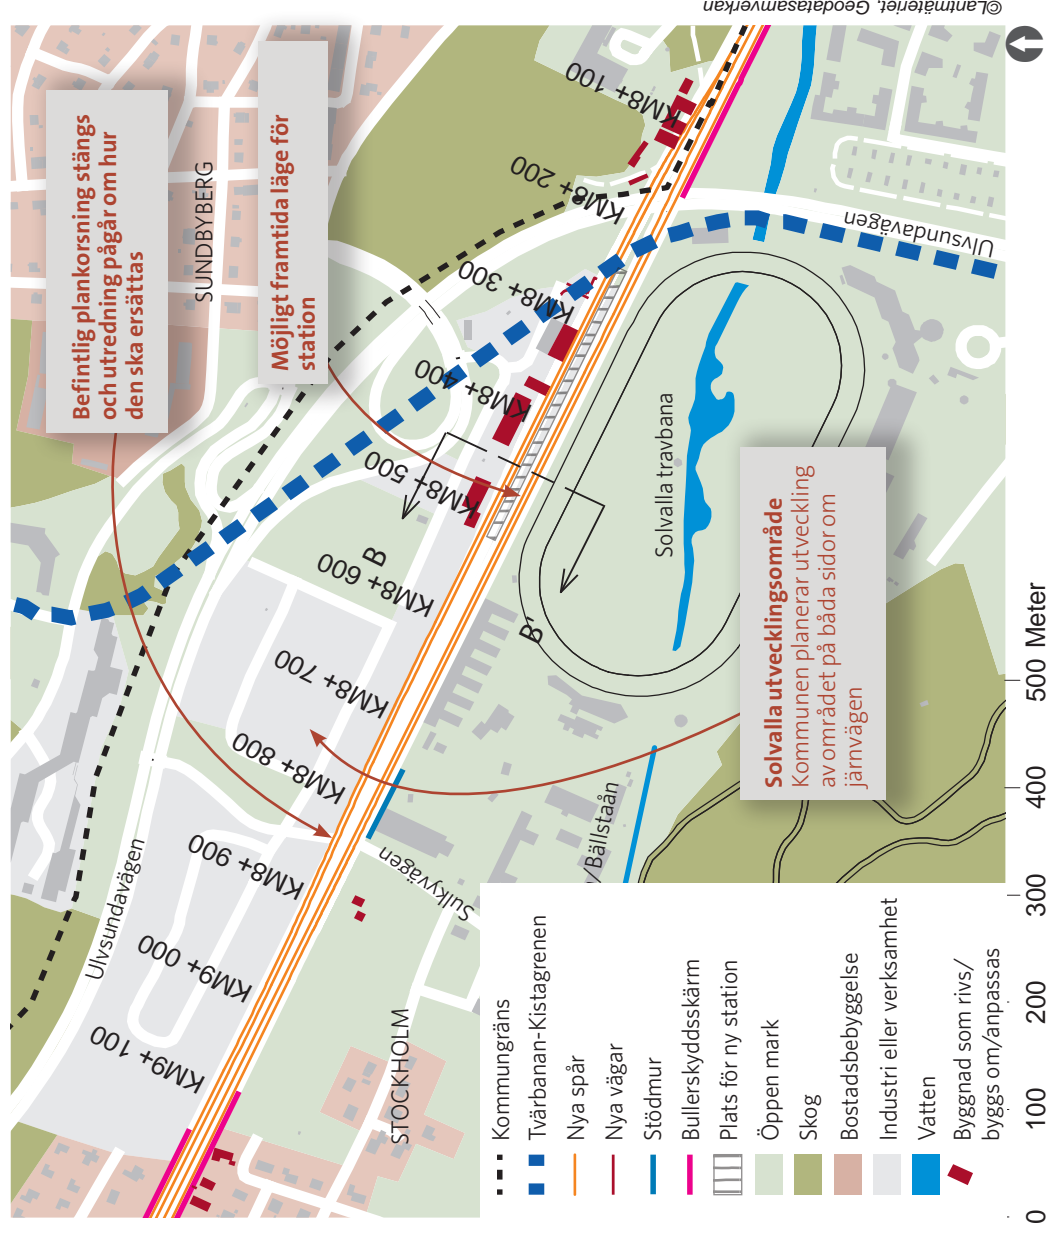 ©Lantmäteriet, Geodatasamverkan
Befintlig plankorsning stängs
och utredning pågår om hur
den ska ersättas
SUNDBYBERG
Möjligt framtida läge för
station
KM8+ 100
KM8+ 200
KM8+ 300
KM8+ 400
KM8+ 500
KM8+ 600
KM8+ 700
KM8+ 800
KM8+ 900
KM9+ 000
KM9+ 100
B
B'
Ulvsundavägen
Ulvsundavägen
Solvalla travbana
Solvalla utvecklingsområde
Kommunen planerar utveckling
av området på båda sidor om
järnvägen
/Bällstaån
Sulkyvägen
STOCKHOLM
Kommungräns
Tvärbanan-Kistagrenen
Nya spår
Nya vägar
Stödmur
Bullerskyddsskärm
Plats för ny station
Öppen mark
Skog
Bostadsbebyggelse
Industri eller verksamhet
Vatten
Byggnad som rivs/
byggs om/anpassas
0 100 200 300 400 500 Meter